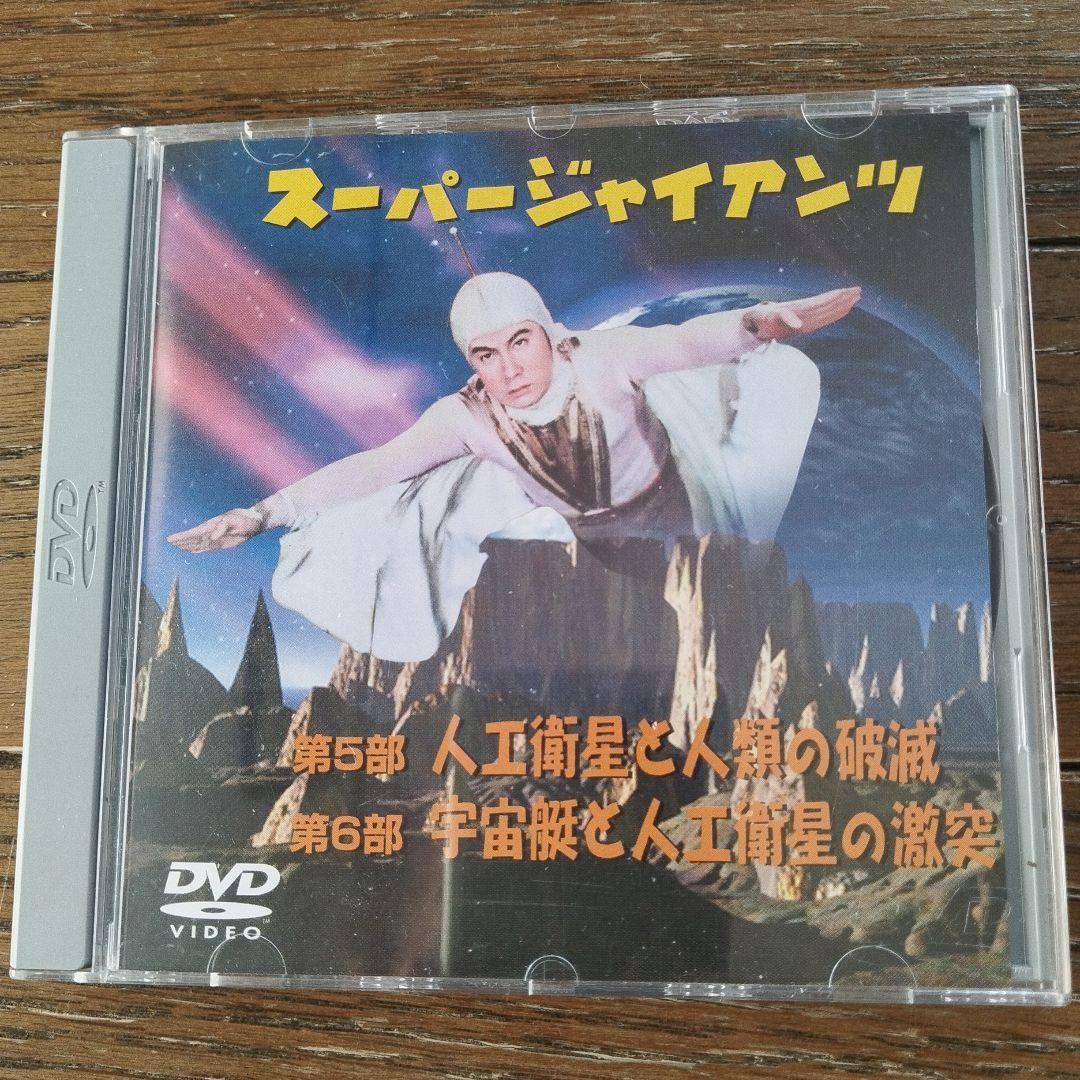 スーパージャイアンツ
第5部 人工衛星と人類の破滅
第6部 宇宙艇と人工衛星の激突
DVD
VIDEO
DVD